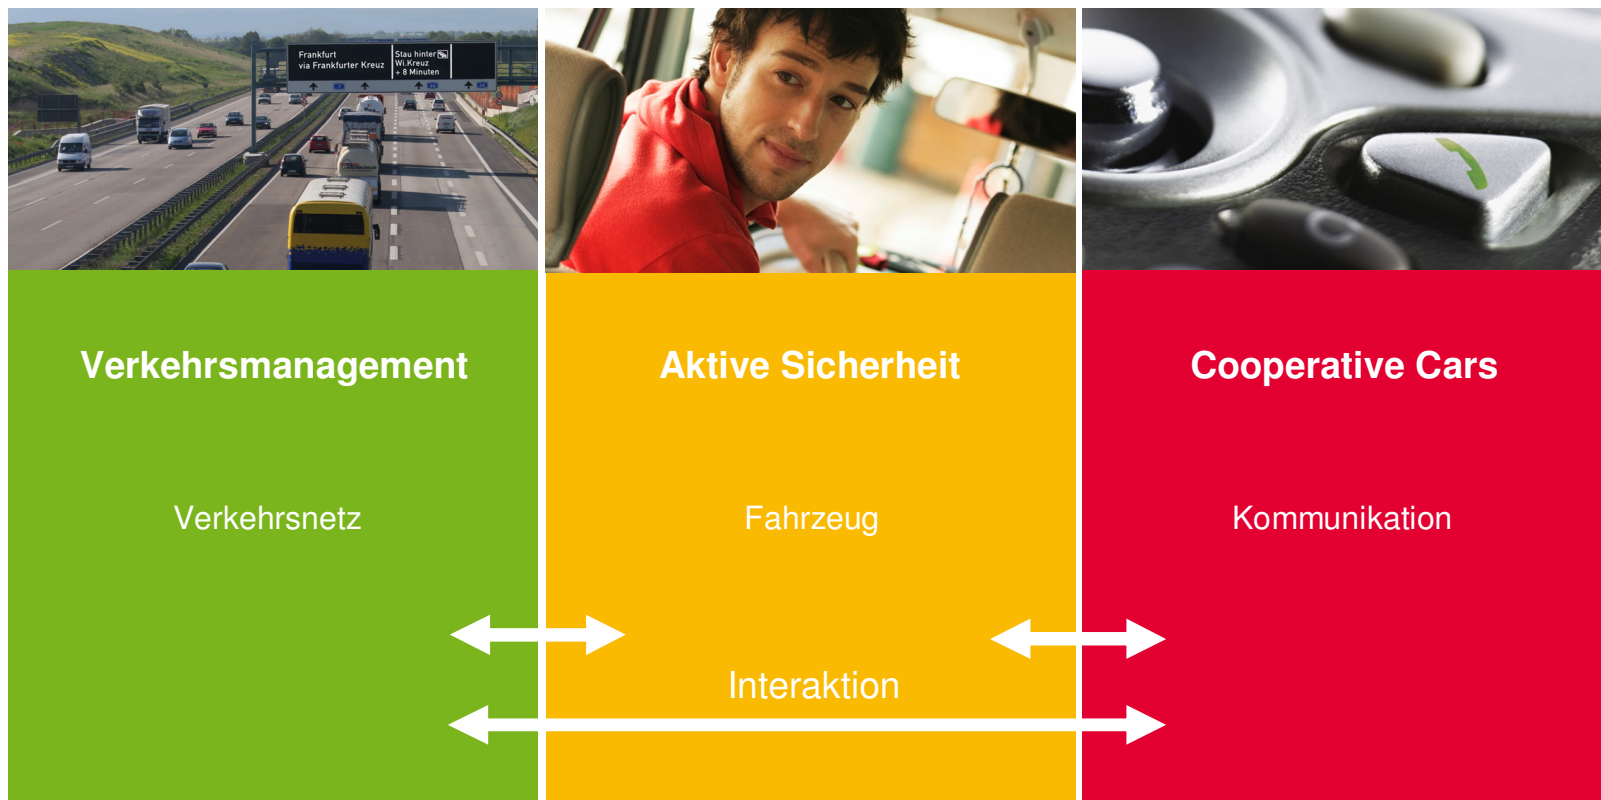 Frankfurt
via Frankfurter Kreuz
Stau hinter
Wi.Kreuz
+ 8 Minuten
Verkehrsmanagement
Aktive Sicherheit
Cooperative Cars
Verkehrsnetz
Fahrzeug
Kommunikation
Interaktion